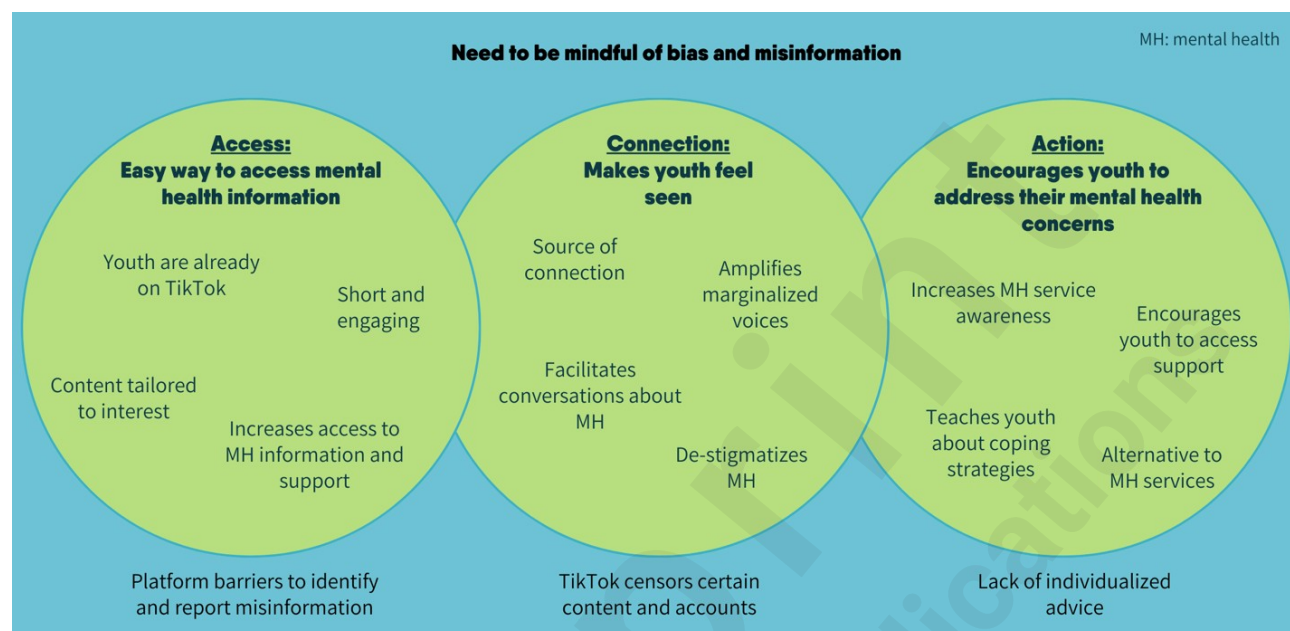 MH: mental health
Need to be mindful of bias and misinformation
Access:
Easy way to access mental
health information
Youth are already
on TikTok
Short and
engaging
Content tailored
to interest
Increases access to
MH information and
support
Connection:
Makes youth feel
seen
Source of
connection
Amplifies
marginalized
voices
Facilitates
conversations about
MH
De-stigmatizes
MH
Action:
Encourages youth to
address their mental health
concerns
Increases MH service
awareness
Encourages
youth to access
support
Teaches youth
about coping
strategies
Alternative to
MH services
Platform barriers to identify
and report misinformation
TikTok censors certain
content and accounts
Lack of individualized
advice